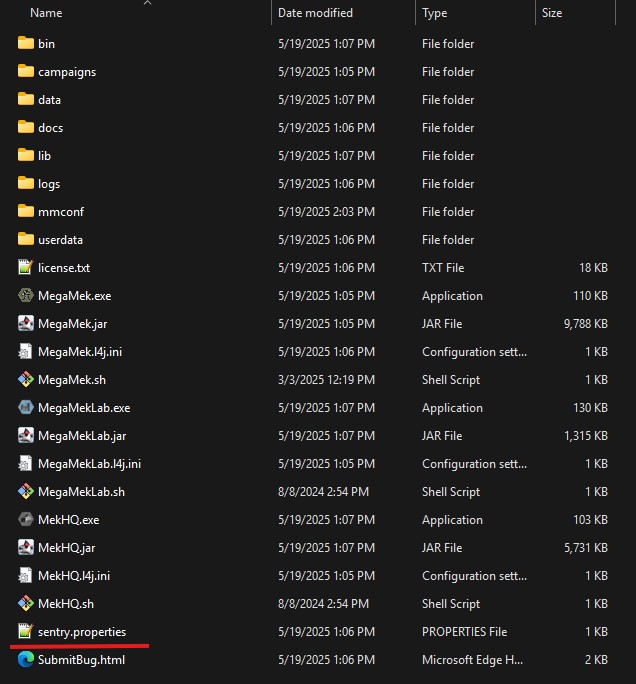 Name Date modified Type Size
bin 5/19/2025 1:07 PM File folder
campaigns 5/19/2025 1:05 PM File folder
data 5/19/2025 1:07 PM File folder
docs 5/19/2025 1:06 PM File folder
lib 5/19/2025 1:07 PM File folder
logs 5/19/2025 1:06 PM File folder
mmconf 5/19/2025 2:03 PM File folder
userdata 5/19/2025 1:06 PM File folder
license.txt 5/19/2025 1:06 PM TXT File 18 KB
MegaMek.exe 5/19/2025 1:05 PM Application 110 KB
MegaMek.jar 5/19/2025 1:05 PM JAR File 9,788 KB
MegaMek.l4j.ini 5/19/2025 1:06 PM Configuration sett... 1 KB
MegaMek.sh 3/3/2025 12:19 PM Shell Script 1 KB
MegaMekLab.exe 5/19/2025 1:07 PM Application 130 KB
MegaMekLab.jar 5/19/2025 1:07 PM JAR File 1,315 KB
MegaMekLab.l4j.ini 5/19/2025 1:05 PM Configuration sett... 1 KB
MegaMekLab.sh 8/8/2024 2:54 PM Shell Script 1 KB
MekHQ.exe 5/19/2025 1:07 PM Application 103 KB
MekHQ.jar 5/19/2025 1:07 PM JAR File 5,731 KB
MekHQ.l4j.ini 5/19/2025 1:05 PM Configuration sett... 1 KB
MekHQ.sh 8/8/2024 2:54 PM Shell Script 1 KB
sentry.properties 5/19/2025 1:06 PM PROPERTIES File 1 KB
SubmitBug.html 5/19/2025 1:06 PM Microsoft Edge H... 2 KB